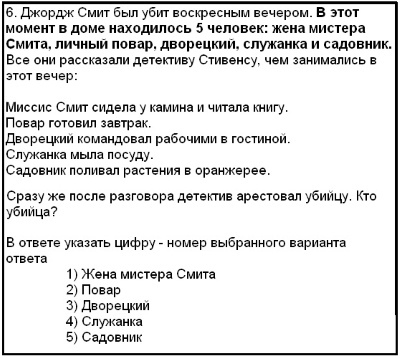 6. Джордж Смит был убит воскресным вечером. В этот
момент в доме находилось 5 человек: жена мистера
Смита, личный повар, дворецкий, служанка и садовник.
Все они рассказали детективу Стивенсу, чем занимались в
этот вечер:
Миссис Смит сидела у камина и читала книгу.
Повар готовил завтрак.
Дворецкий командовал рабочими в гостиной.
Служанка мыла посуду.
Садовник поливал растения в оранжерее.
Сразу же после разговора детектив арестовал убийцу. Кто
убийца?
В ответе указать цифру - номер выбранного варианта
ответа
1) Жена мистера Смита
2) Повар
3) Дворецкий
4) Служанка
5) Садовник